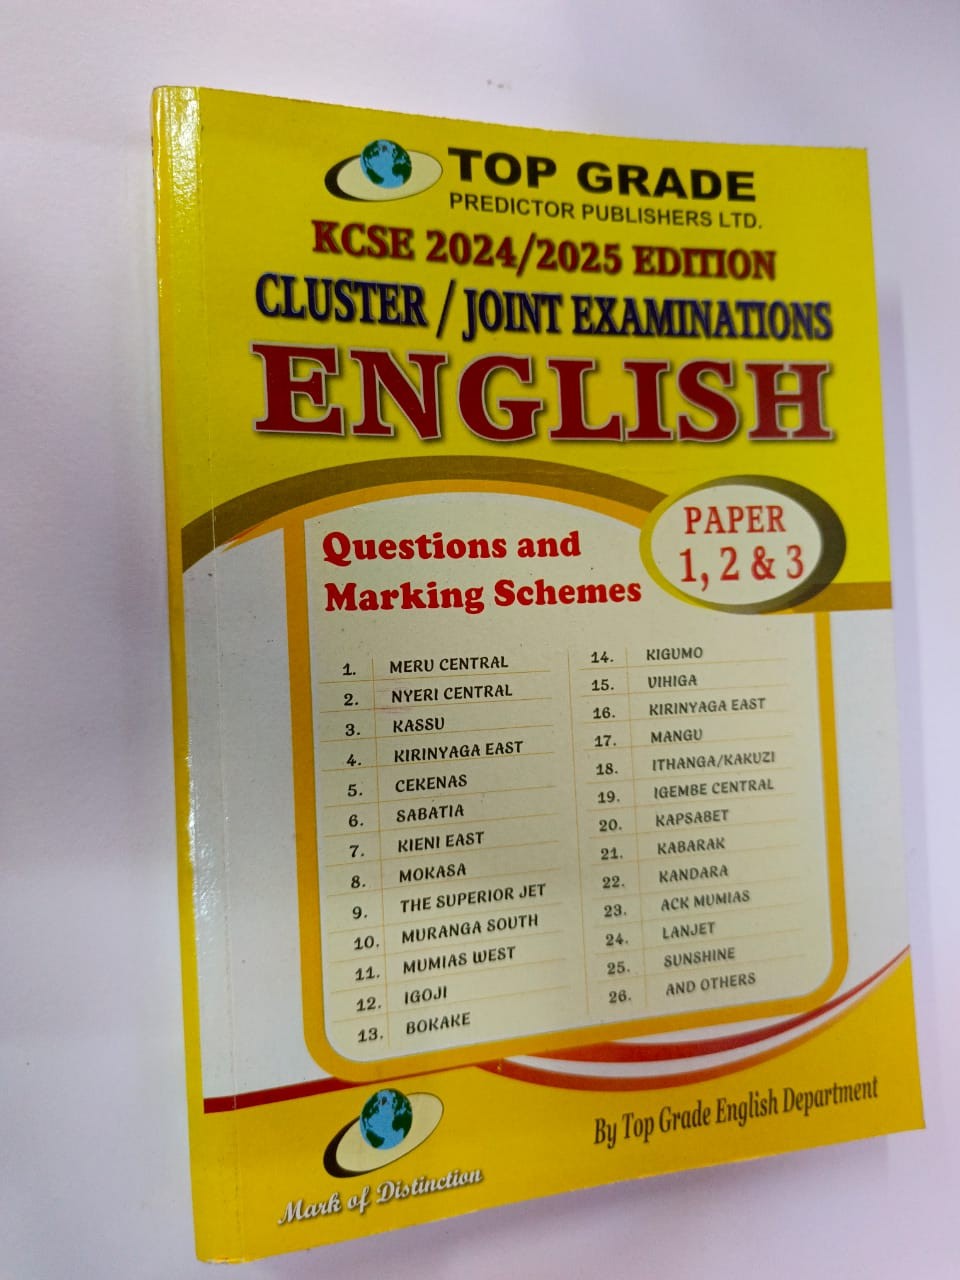 TOP GRADE
PREDICTOR PUBLISHERS LTD.
KCSE 2024/2025 EDITION
CLUSTER / JOINT EXAMINATIONS
ENGLISH
PAPER
1, 2 & 3
Questions and
Marking Schemes
1. MERU CENTRAL
2. NYERI CENTRAL
3. KASSU
4. KIRINYAGA EAST
5. CEKENAS
6. SABATIA
7. KIENI EAST
8. MOKASA
9. THE SUPERIOR JET
10. MURANGA SOUTH
11. MUMIAS WEST
12. IGOJI
13. BOKAKE
14. KIGUMO
15. VIHIGA
16. KIRINYAGA EAST
17. MANGU
18. ITHANGA/KAKUZI
19. IGEMBE CENTRAL
20. KAPSABET
21. KABARAK
22. KANDARA
23. ACK MUMIAS
24. LANJET
25. SUNSHINE
26. AND OTHERS
By Top Grade English Department
Mark of Distinction